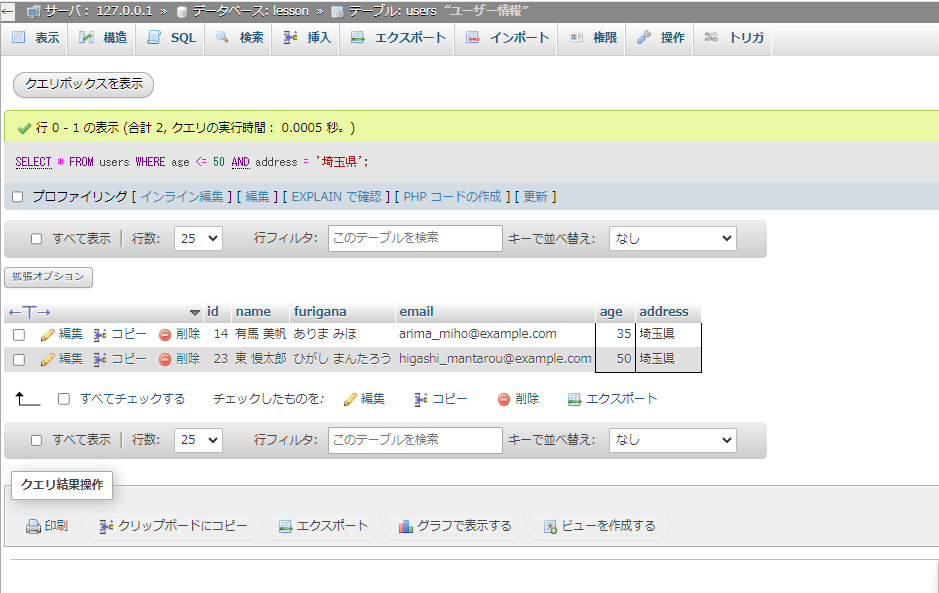 サーバ: 127.0.0.1 » データベース: lesson » テーブル: users “ユーザー情報”
表示 構造 SQL 検索 挿入 エクスポート インポート 権限 操作 トリガ
クエリボックスを表示
行 0 - 1 の表示 (合計 2, クエリの実行時間: 0.0005 秒。)
SELECT * FROM users WHERE age <= 50 AND address = '埼玉県';
プロファイリング [ インライン編集 ] [ 編集 ] [ EXPLAIN で確認 ] [ PHP コードの作成 ] [ 更新 ]
すべて表示 行数: 25 行フィルタ: このテーブルを検索 キーで並べ替え: なし
拡張オプション
←T→ id name furigana email age address
編集 コピー 削除 14 有馬 美帆 ありま みほ arima_miho@example.com 35 埼玉県
編集 コピー 削除 23 東 慢太郎 ひがし まんたろう higashi_mantarou@example.com 50 埼玉県
すべてチェックする チェックしたものを: 編集 コピー 削除 エクスポート
すべて表示 行数: 25 行フィルタ: このテーブルを検索 キーで並べ替え: なし
クエリ結果操作
印刷 クリップボードにコピー エクスポート グラフで表示する ビューを作成する